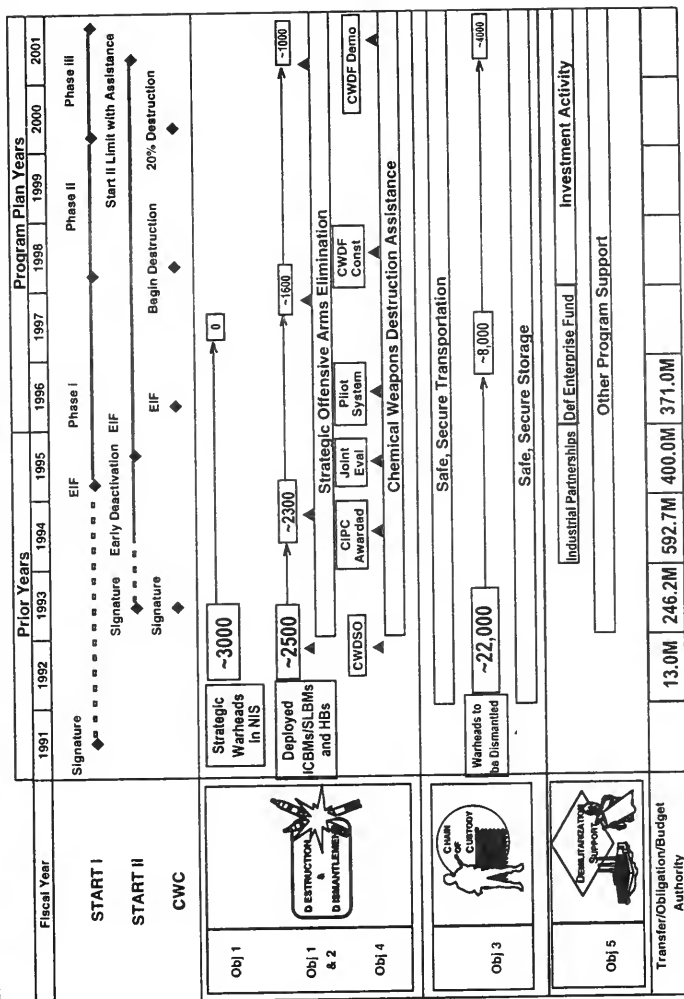 Prior Years Program Plan Years
Fiscal Year 1991 1992 1993 1994 1995 1996 1997 1998 1999 2000 2001
Signature EIF Phase I Phase II Phase III
START I
Signature Early Deactivation EIF Start II Limit with Assistance
START II
Signature EIF Begin Destruction 20% Destruction
CWC
Obj 1
Strategic
Warheads
in NIS
~3000 0
DESTRUCTION
&
DISMANTLEMENT
Obj 1
& 2
Deployed
ICBMs/SLBMs
and HBs
~2500 ~2300 ~1600 ~1000
Strategic Offensive Arms Elimination
Obj 4
CWDSO
CIPC
Awarded
Joint
Eval
Pliot
System
CWDF
Const
CWDF Demo
Chemical Weapons Destruction Assistance
Obj 3
CHAIN
OF
CUSTODY
Safe, Secure Transportation
Warheads to
be Dismantled
~22,000 ~8,000 ~4000
Safe, Secure Storage
Obj 5
DEMILITARIZATION
SUPPORT
Industrial Partnerships Def Enterprise Fund Investment Activity
Other Program Support
Transfer/Obligation/Budget
Authority
13.0M 246.2M 592.7M 400.0M 371.0M